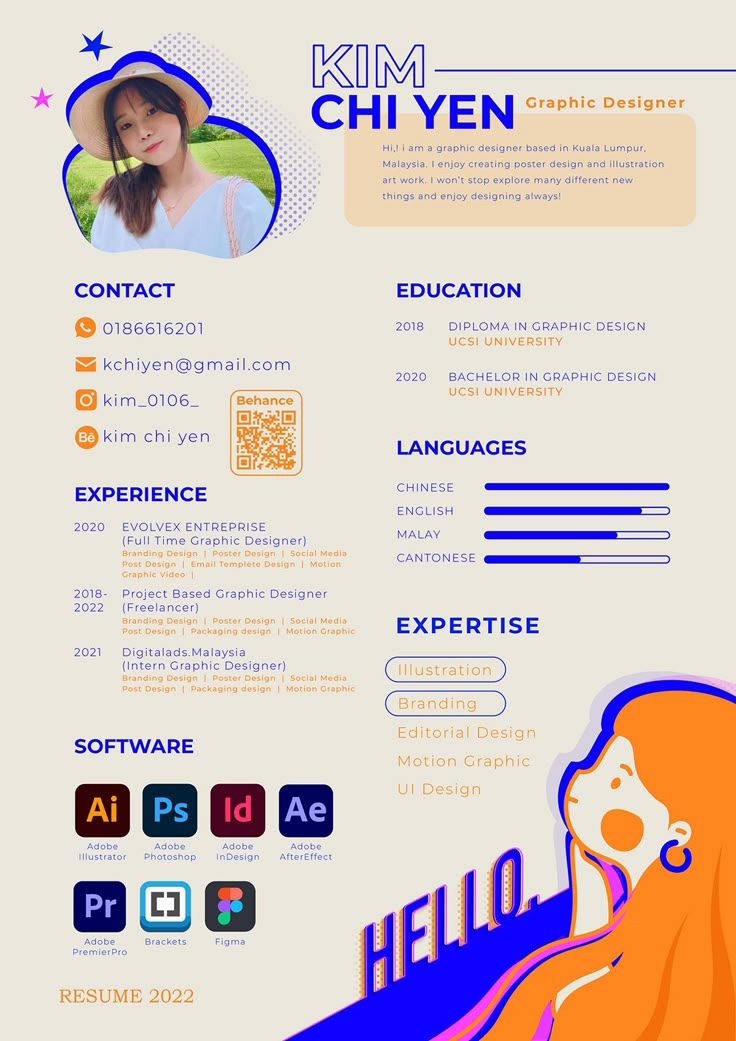 KIM
CHI YEN
Graphic Designer
Hi,! i am a graphic designer based in Kuala Lumpur,
Malaysia. I enjoy creating poster design and illustration
art work. I won't stop explore many different new
things and enjoy designing always!
CONTACT
0186616201
kchiyen@gmail.com
kim_0106_
Bē kim chi yen
Behance
EXPERIENCE
2020 EVOLVEX ENTREPRISE
(Full Time Graphic Designer)
Branding Design | Poster Design | Social Media
Post Design | Email Templete Design | Motion
Graphic Video |
2018- Project Based Graphic Designer
2022 (Freelancer)
Branding Design | Poster Design | Social Media
Post Design | Packaging design | Motion Graphic
2021 Digitalads.Malaysia
(Intern Graphic Designer)
Branding Design | Poster Design | Social Media
Post Design | Packaging design | Motion Graphic
SOFTWARE
Ai Ps Id Ae
Adobe Illustrator
Adobe Photoshop
Adobe InDesign
Adobe AfterEffect
Pr
Adobe PremierPro
Brackets
Figma
RESUME 2022
EDUCATION
2018 DIPLOMA IN GRAPHIC DESIGN
UCSI UNIVERSITY
2020 BACHELOR IN GRAPHIC DESIGN
UCSI UNIVERSITY
LANGUAGES
CHINESE
ENGLISH
MALAY
CANTONESE
EXPERTISE
Illustration
Branding
Editorial Design
Motion Graphic
UI Design
HELLO.